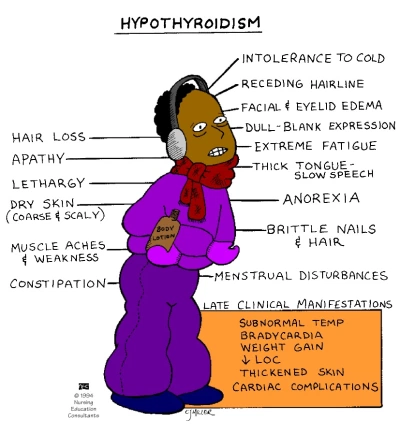 HYPOTHYROIDISM
INTOLERANCE TO COLD
RECEDING HAIRLINE
FACIAL & EYELID EDEMA
DULL-BLANK EXPRESSION
EXTREME FATIGUE
THICK TONGUE-
SLOW SPEECH
ANOREXIA
BRITTLE NAILS
& HAIR
MENSTRUAL DISTURBANCES
HAIR LOSS
APATHY
LETHARGY
DRY SKIN
(COARSE & SCALY)
MUSCLE ACHES
& WEAKNESS
CONSTIPATION
BODY
LOTION
LATE CLINICAL MANIFESTATIONS
SUBNORMAL TEMP
BRADYCARDIA
WEIGHT GAIN
↓ LOC
THICKENED SKIN
CARDIAC COMPLICATIONS
© 1994
Nursing
Education
Consultants
CJMILLER